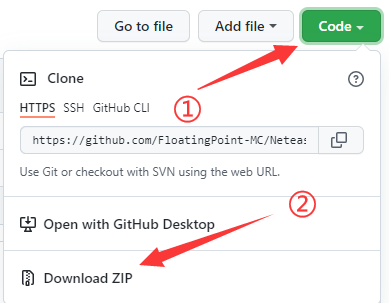 Go to file Add file Code
Clone
①
HTTPS SSH GitHub CLI
https://github.com/FloatingPoint-MC/Neteas
Use Git or checkout with SVN using the web URL.
②
Open with GitHub Desktop
Download ZIP